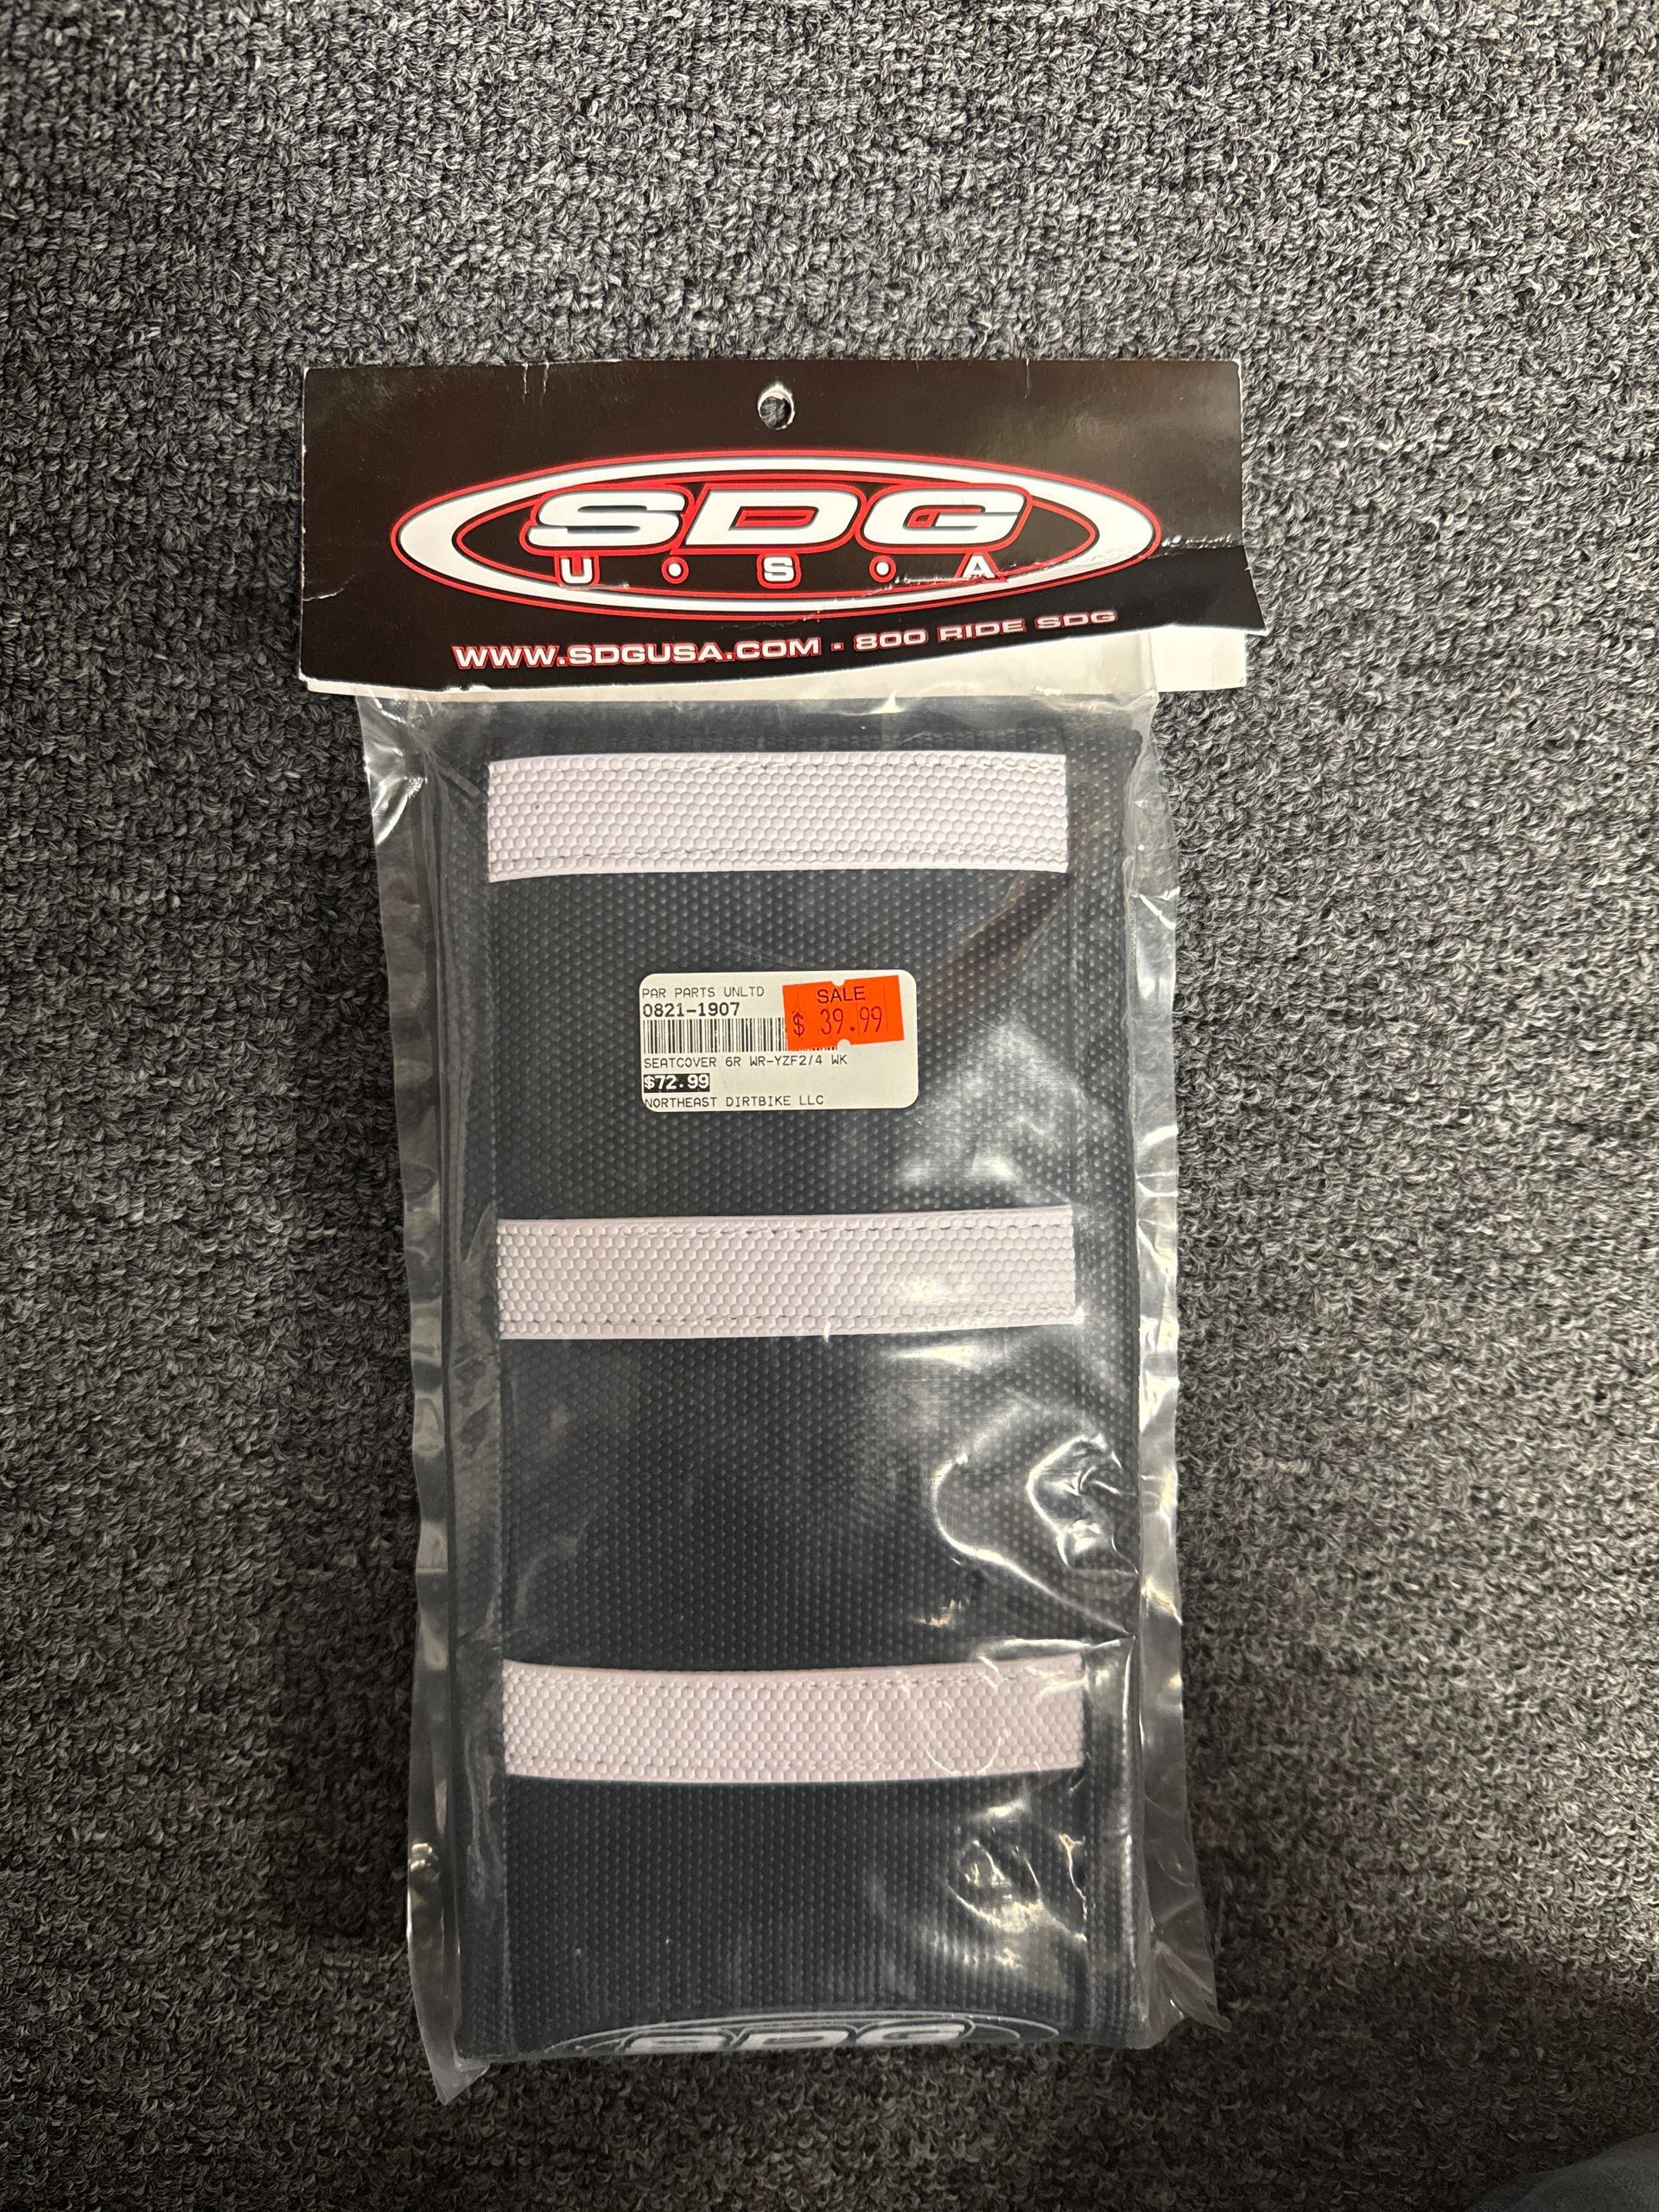 SDG
U.S.A
WWW.SDGUSA.COM - 800 RIDE SDG
PAR PARTS UNLTD
0821-1907
SALE
$ 39.99
SEATCOVER 6R WR-YZF2/4 WK
$72.99
NORTHEAST DIRTBIKE LLC
SDG